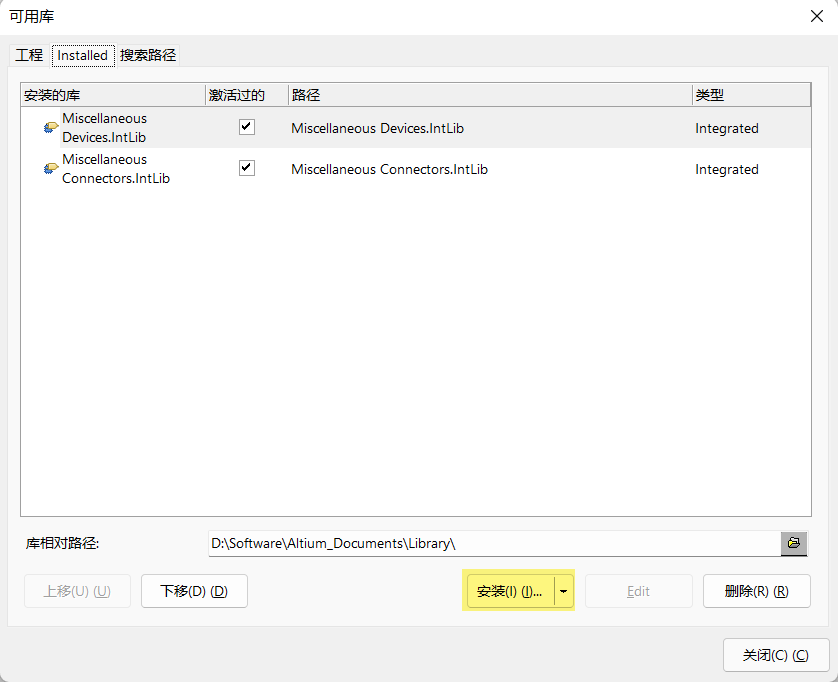 可用库
工程 Installed 搜索路径
安装的库 激活过的 路径 类型
Miscellaneous
Devices.IntLib
Miscellaneous Devices.IntLib Integrated
Miscellaneous
Connectors.IntLib
Miscellaneous Connectors.IntLib Integrated
库相对路径: D:\Software\Altium_Documents\Library\
上移(U) (U) 下移(D) (D) 安装(I) (I)... Edit 删除(R) (R)
关闭(C) (C)